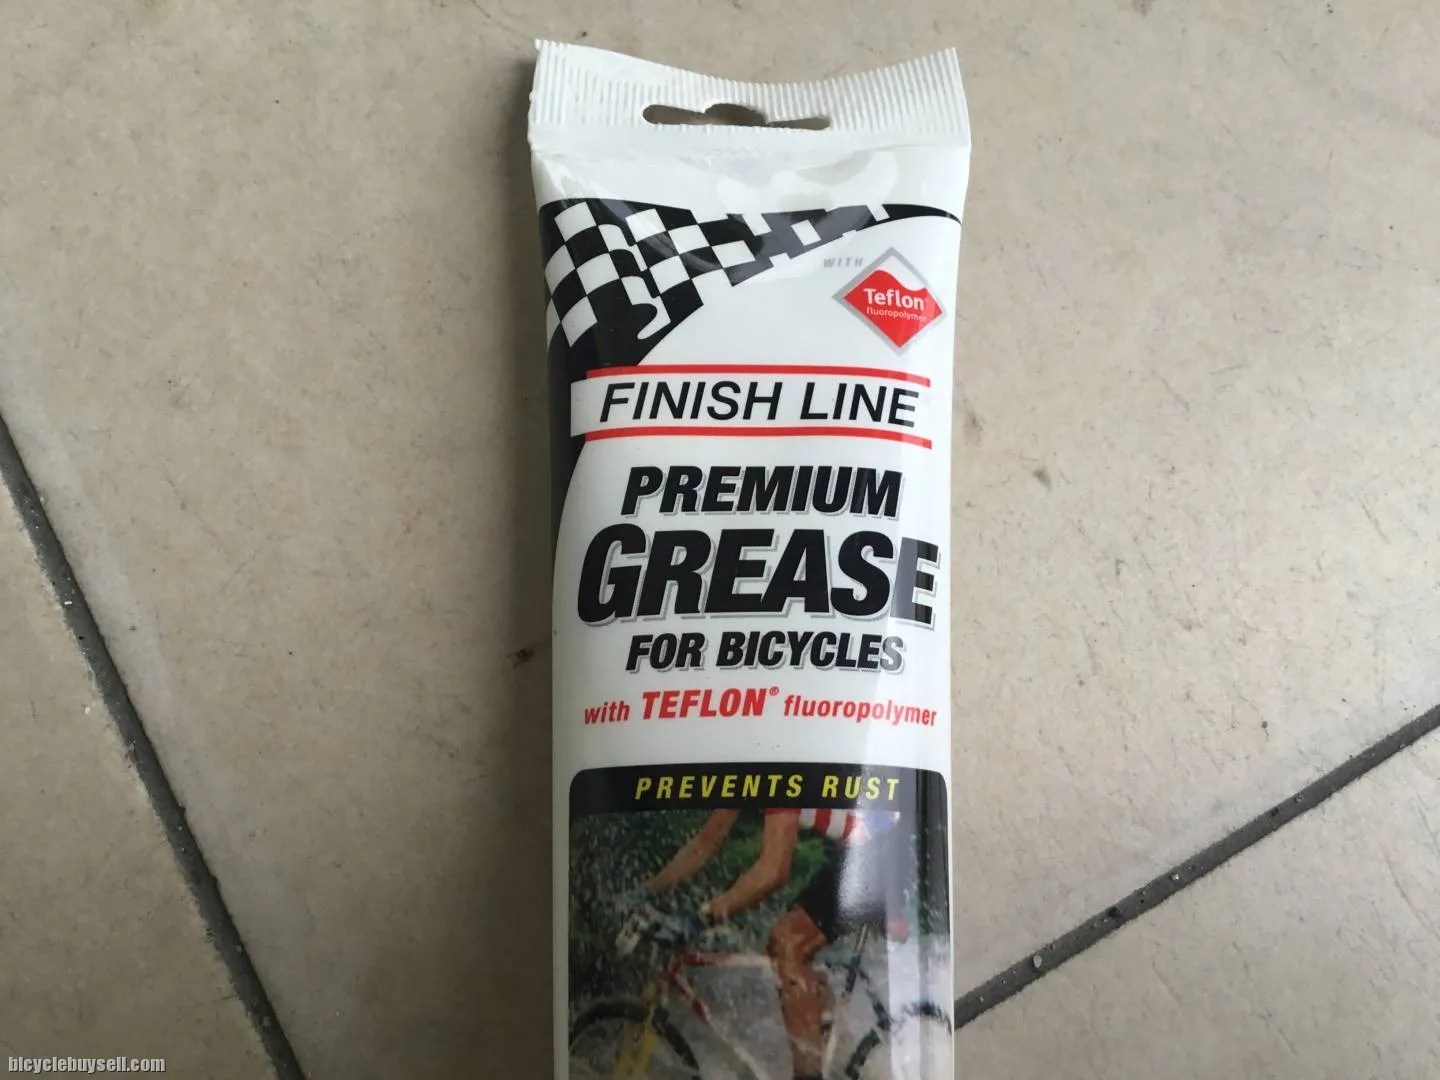 WITH
Teflon
fluoropolymer
FINISH LINE
PREMIUM
GREASE
FOR BICYCLES
with TEFLON® fluoropolymer
PREVENTS RUST
bicyclebuysell.com